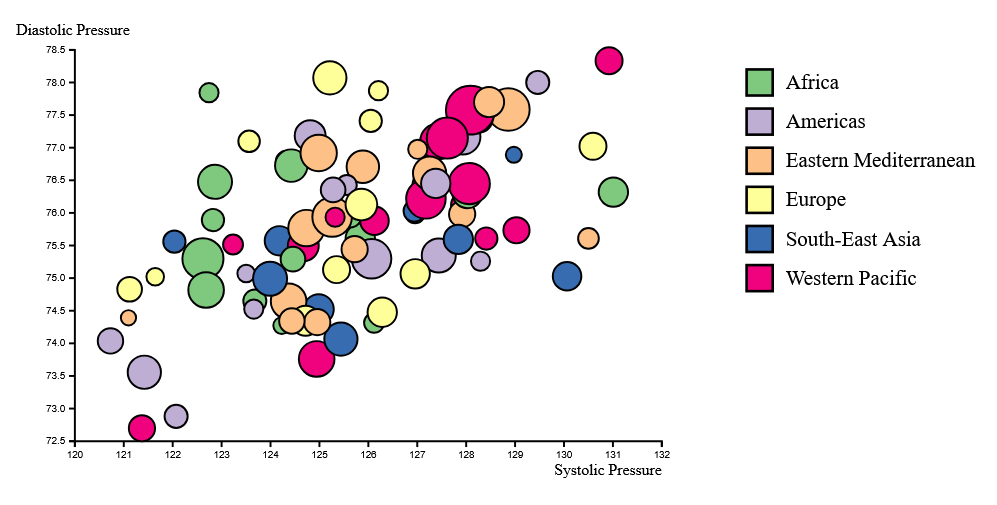 Diastolic Pressure
78.5
78.0
77.5
77.0
76.5
76.0
75.5
75.0
74.5
74.0
73.5
73.0
72.5
120 121 122 123 124 125 126 127 128 129 130 131 132
Systolic Pressure
Africa
Americas
Eastern Mediterranean
Europe
South-East Asia
Western Pacific